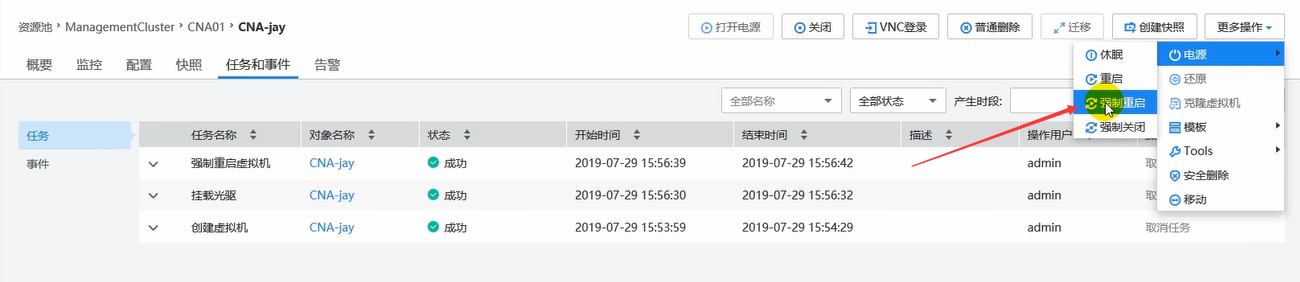 资源池 › ManagementCluster › CNA01 › CNA-jay
打开电源 关闭 VNC登录 普通删除 迁移 创建快照 更多操作
概要 监控 配置 快照 任务和事件 告警
休眠
重启
强制重启
强制关闭
电源
还原
克隆虚拟机
模板
Tools
安全删除
移动
全部名称 全部状态 产生时段:
任务
事件
任务名称 对象名称 状态 开始时间 结束时间 描述 操作用户
强制重启虚拟机 CNA-jay 成功 2019-07-29 15:56:39 2019-07-29 15:56:42 admin
挂载光驱 CNA-jay 成功 2019-07-29 15:56:30 2019-07-29 15:56:32 admin
创建虚拟机 CNA-jay 成功 2019-07-29 15:53:59 2019-07-29 15:54:29 admin 取消任务